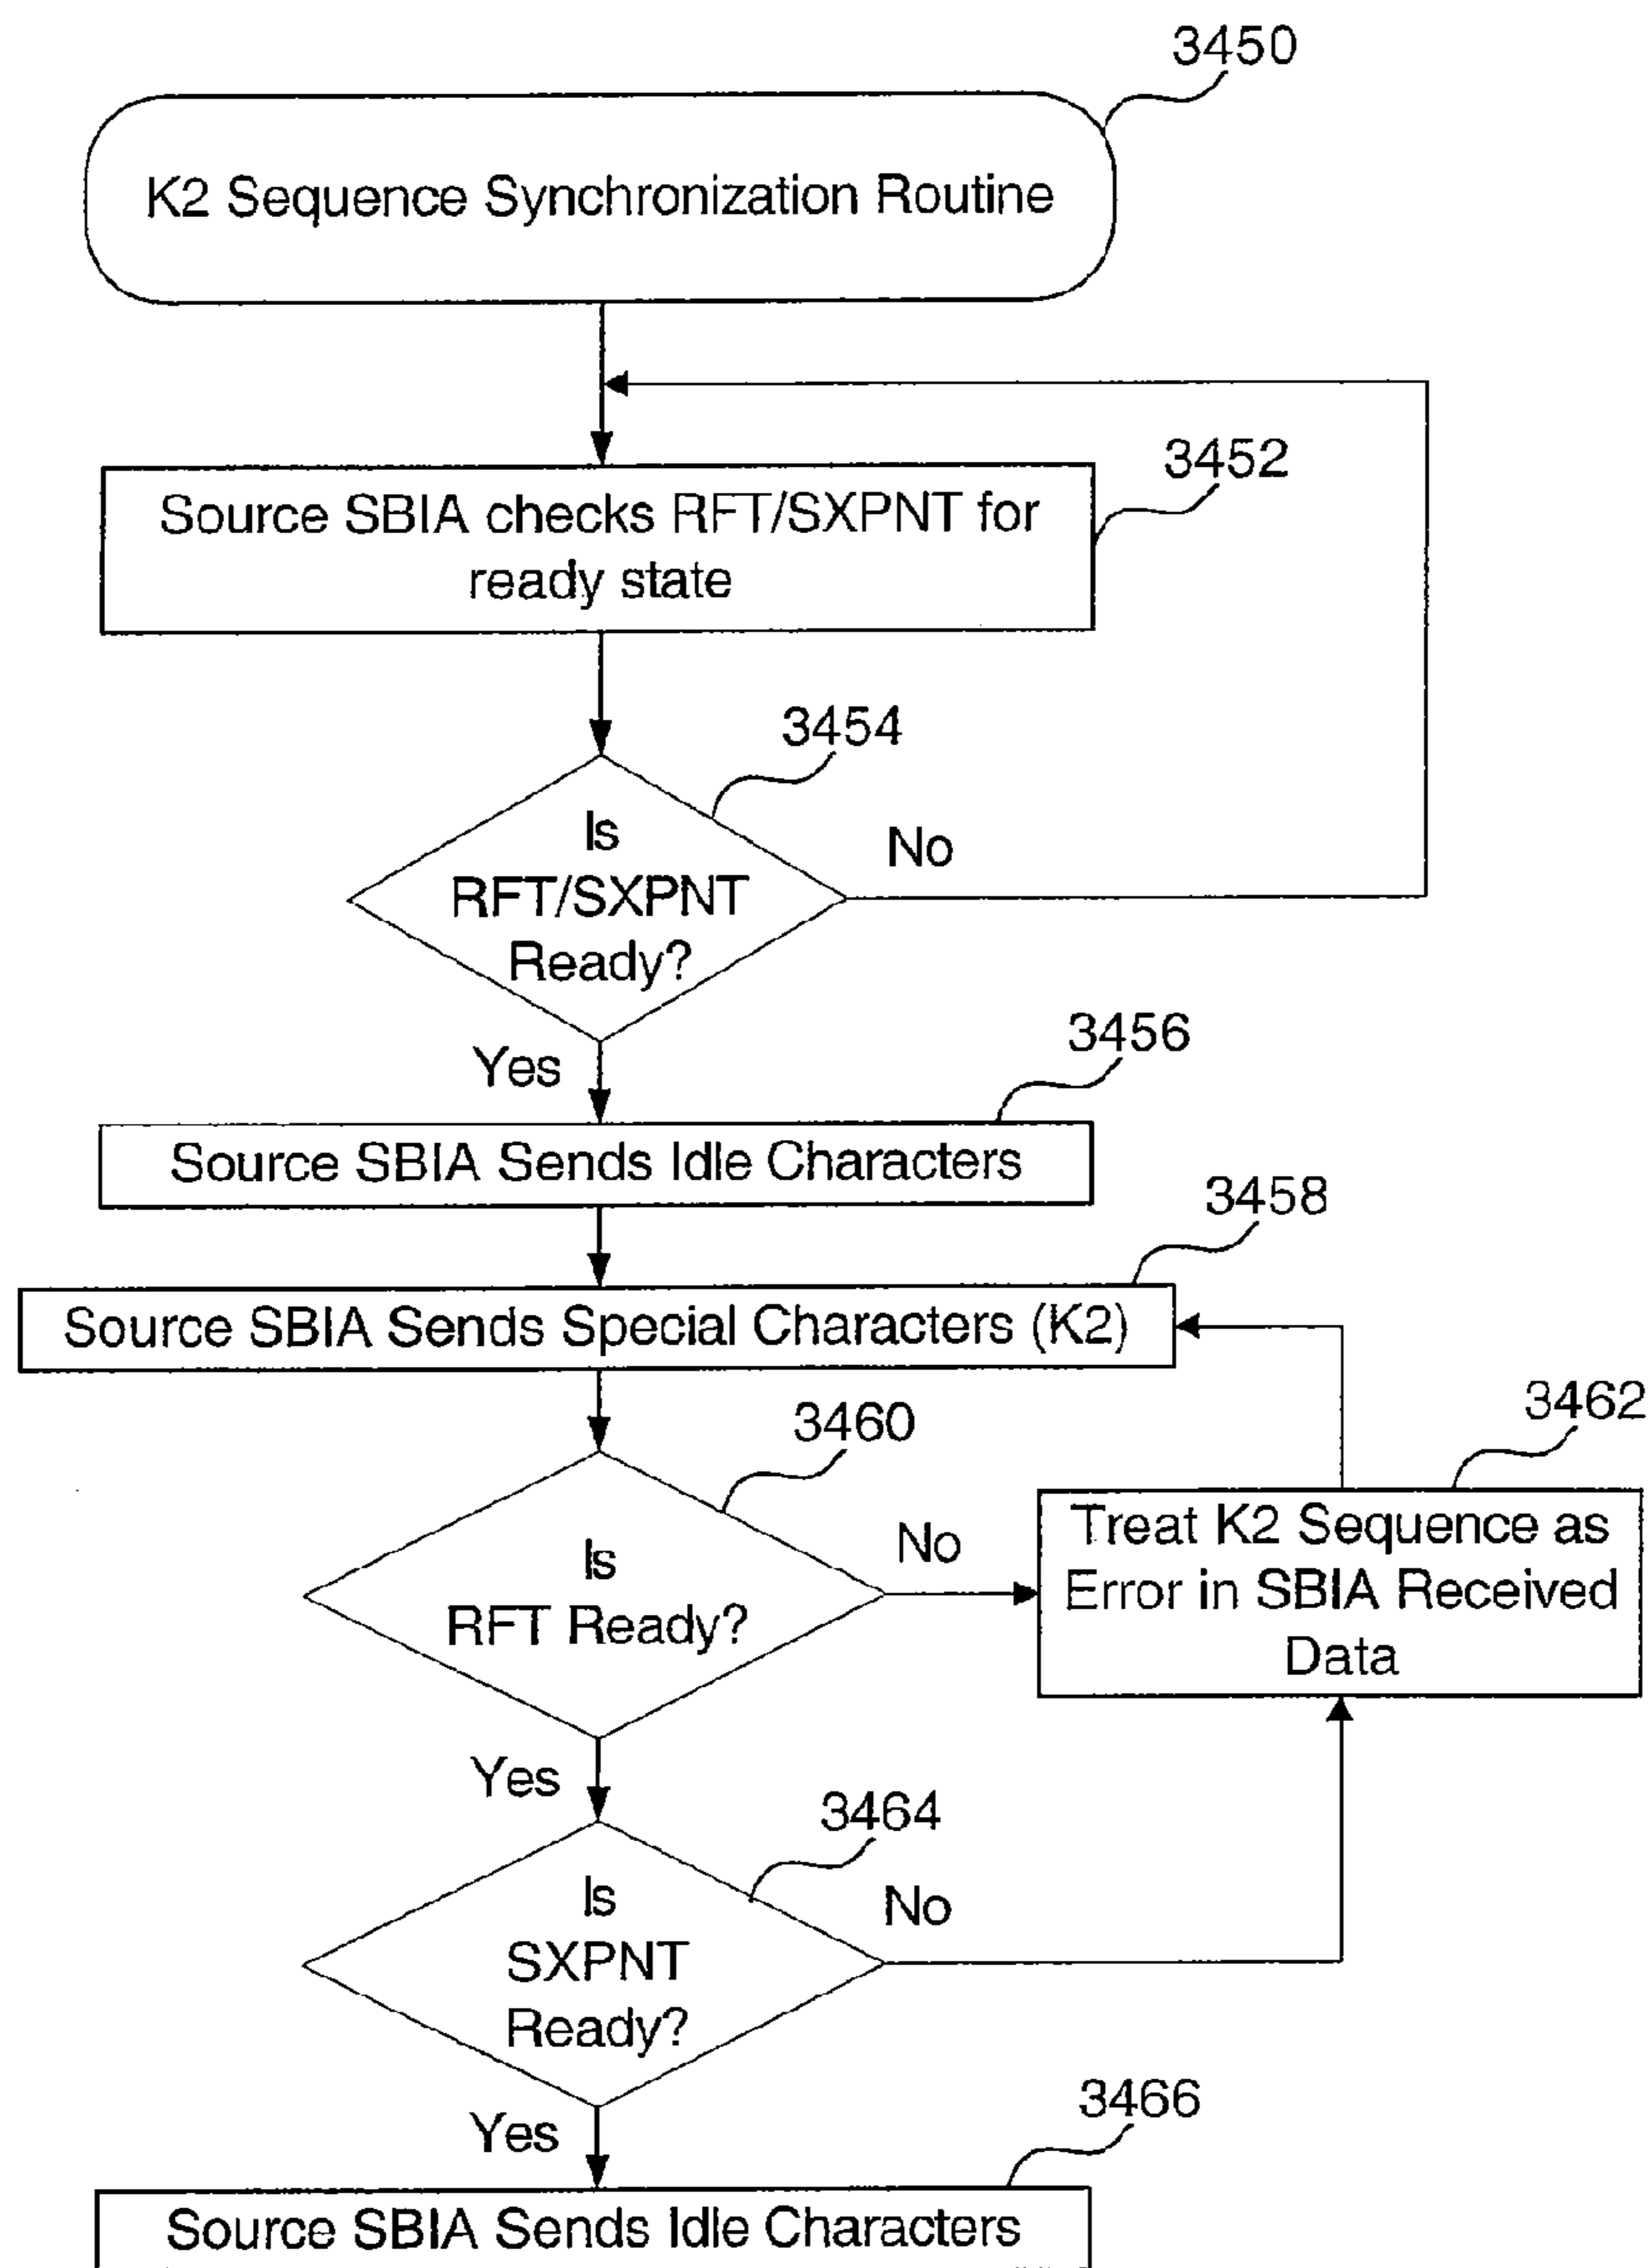 3450
K2 Sequence Synchronization Routine
3452
Source SBIA checks RFT/SXPNT for
ready state
3454
Is
RFT/SXPNT
Ready?
No
Yes
3456
Source SBIA Sends Idle Characters
3458
Source SBIA Sends Special Characters (K2)
3460
Is
RFT Ready?
No
3462
Treat K2 Sequence as
Error in SBIA Received
Data
Yes
3464
Is
SXPNT
Ready?
No
Yes
3466
Source SBIA Sends Idle Characters